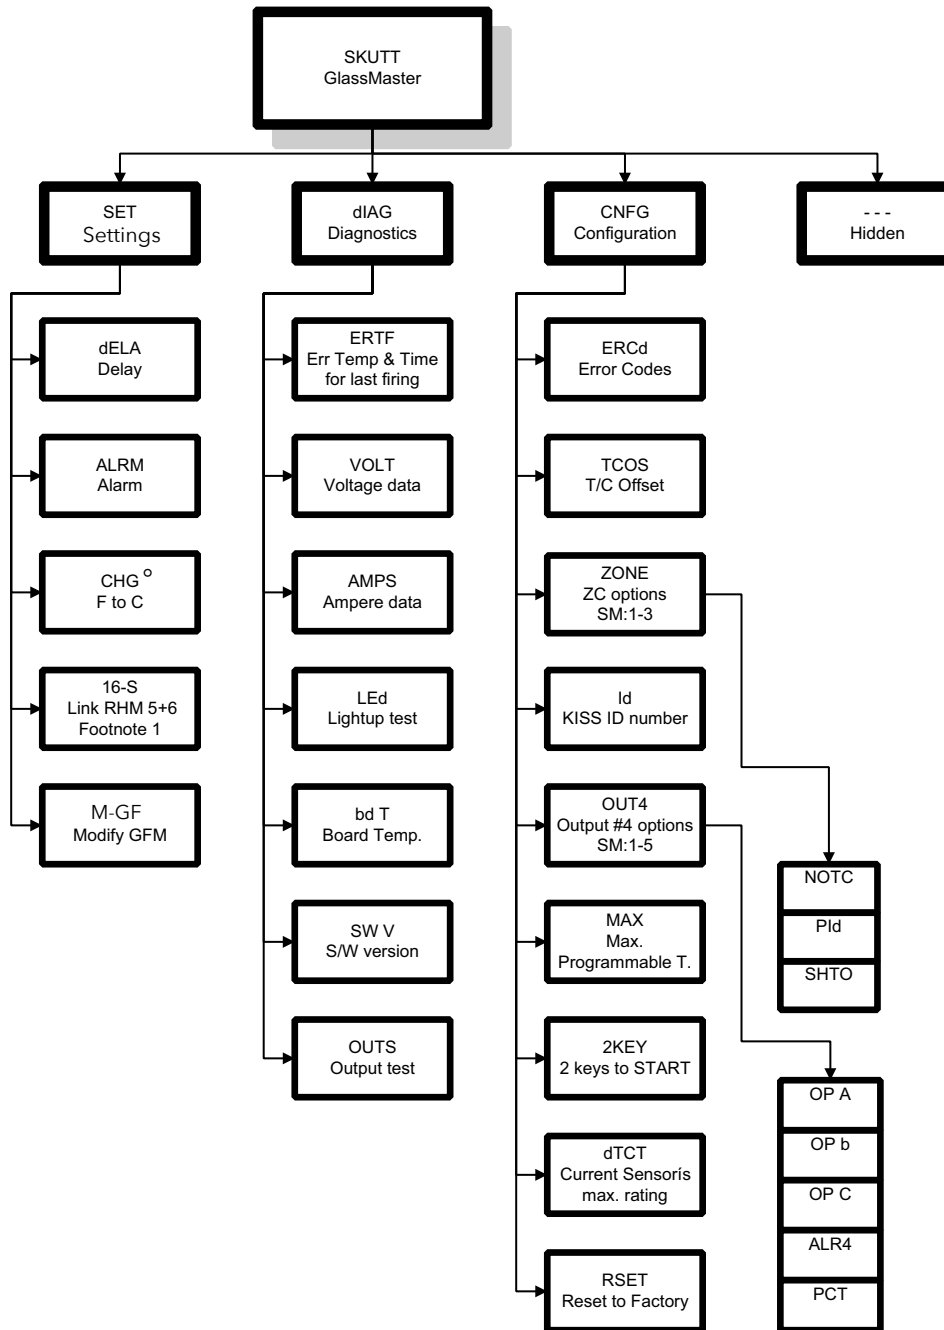 SKUTT
GlassMaster
SET
Settings
dIAG
Diagnostics
CNFG
Configuration
- - -
Hidden
dELA
Delay
ALRM
Alarm
CHG °
F to C
16-S
Link RHM 5+6
Footnote 1
M-GF
Modify GFM
ERTF
Err Temp & Time
for last firing
VOLT
Voltage data
AMPS
Ampere data
LEd
Lightup test
bd T
Board Temp.
SW V
S/W version
OUTS
Output test
ERCd
Error Codes
TCOS
T/C Offset
ZONE
ZC options
SM:1-3
Id
KISS ID number
OUT4
Output #4 options
SM:1-5
MAX
Max.
Programmable T.
2KEY
2 keys to START
dTCT
Current Sensorís
max. rating
RSET
Reset to Factory
NOTC
PId
SHTO
OP A
OP b
OP C
ALR4
PCT